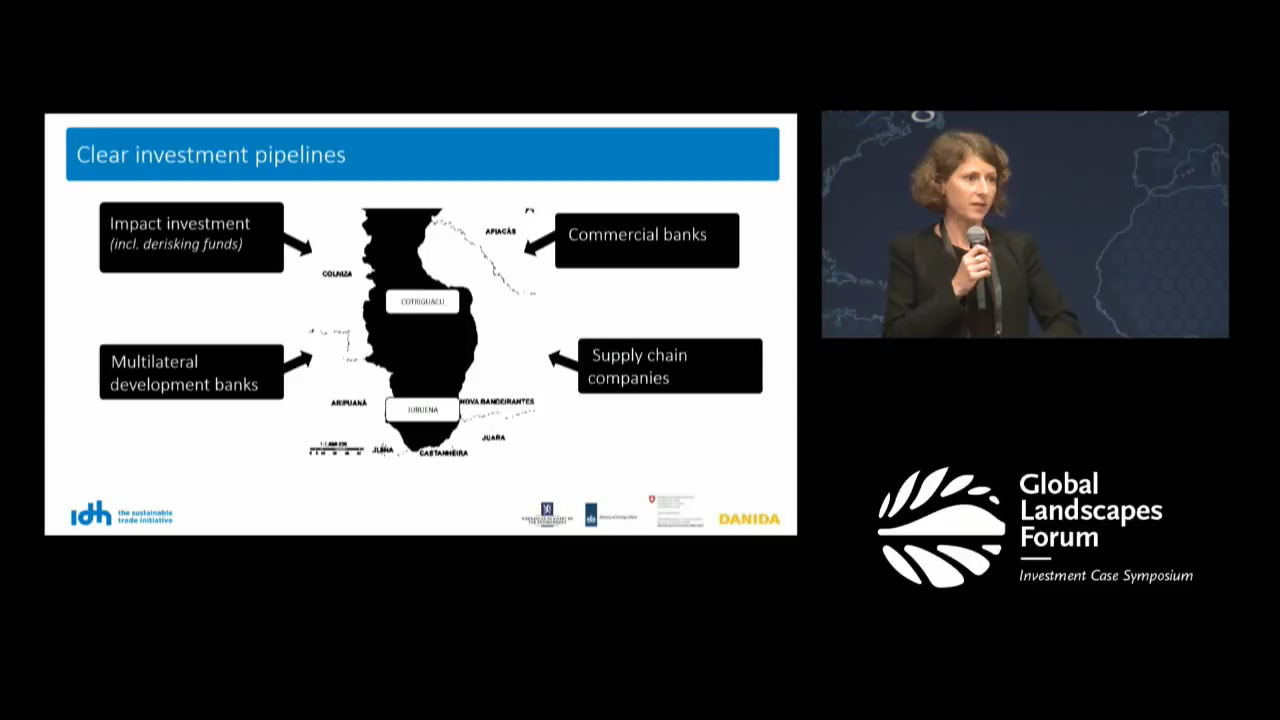 Clear investment pipelines
Impact investment
(incl. derisking funds)
Commercial banks
APIACÁS
COLNIZA
COTRIGUACU
Multilateral
development banks
Supply chain
companies
ARIPUANÃ
JURUENA
NOVA BANDEIRANTES
JUARA
CASTANHEIRA
idh the sustainable
trade initiative
DANIDA
Global
Landscapes
Forum
Investment Case Symposium